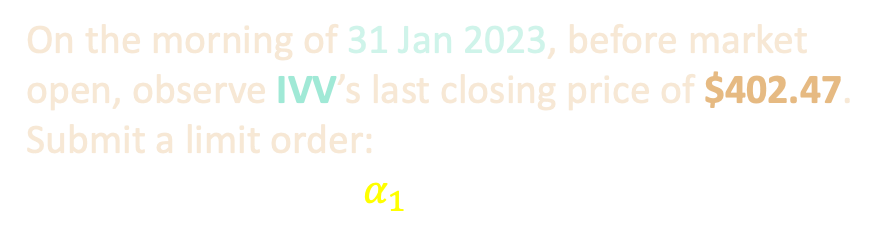 On the morning of 31 Jan 2023, before market
open, observe IVV’s last closing price of $402.47.
Submit a limit order:
α₁